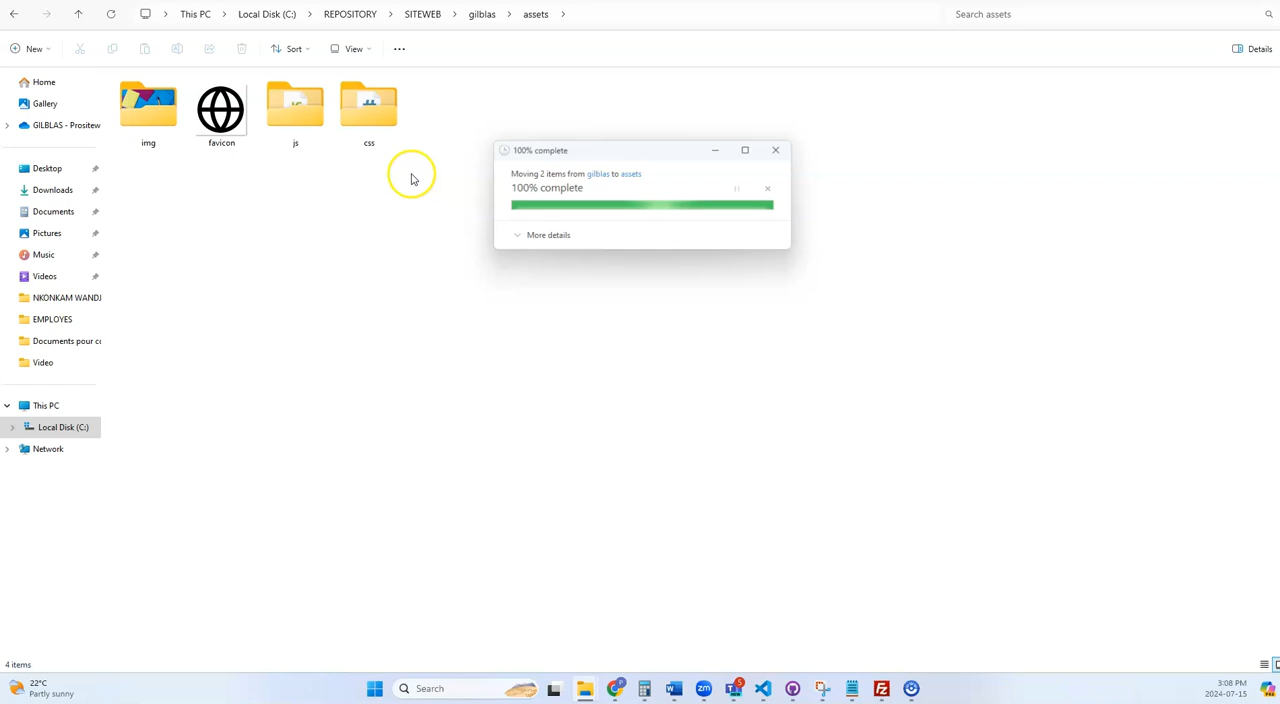 This PC > Local Disk (C:) > REPOSITORY > SITEWEB > gilblas > assets >
Search assets
New
Sort
View
Details
Home
Gallery
GILBLAS - Prositew
Desktop
Downloads
Documents
Pictures
Music
Videos
NKONKAM WANDJ
EMPLOYES
Documents pour co
Video
This PC
Local Disk (C:)
Network
img
favicon
js
css
100% complete
Moving 2 items from gilblas to assets
100% complete
More details
4 items
22°C
Partly sunny
Search
5
3:08 PM
2024-07-15